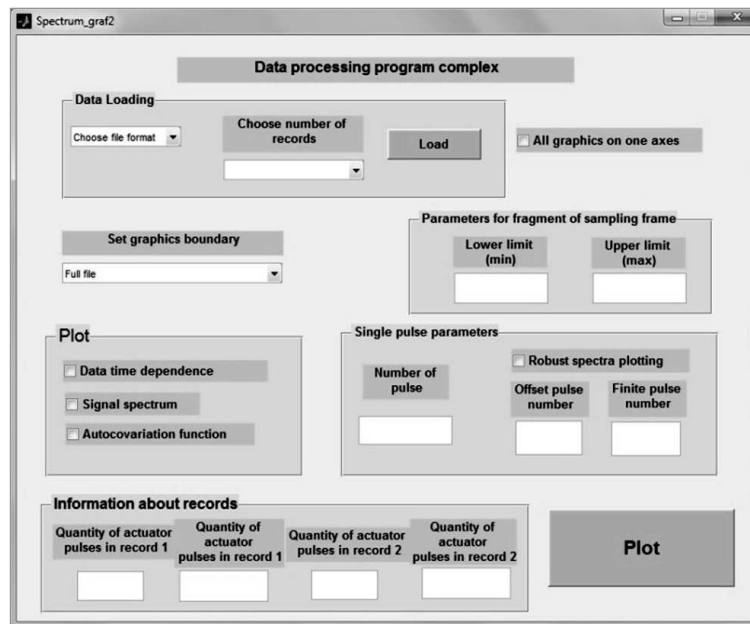 Spectrum_graf2
Data processing program complex
Data Loading
Choose file format
Choose number of
records
Load
All graphics on one axes
Set graphics boundary
Full file
Parameters for fragment of sampling frame
Lower limit
(min)
Upper limit
(max)
Plot
Data time dependence
Signal spectrum
Autocovariation function
Single pulse parameters
Number of
pulse
Robust spectra plotting
Offset pulse
number
Finite pulse
number
Information about records
Quantity of actuator
pulses in record 1
Quantity of
actuator
pulses in record 1
Quantity of actuator
pulses in record 2
Quantity of
actuator
pulses in record 2
Plot